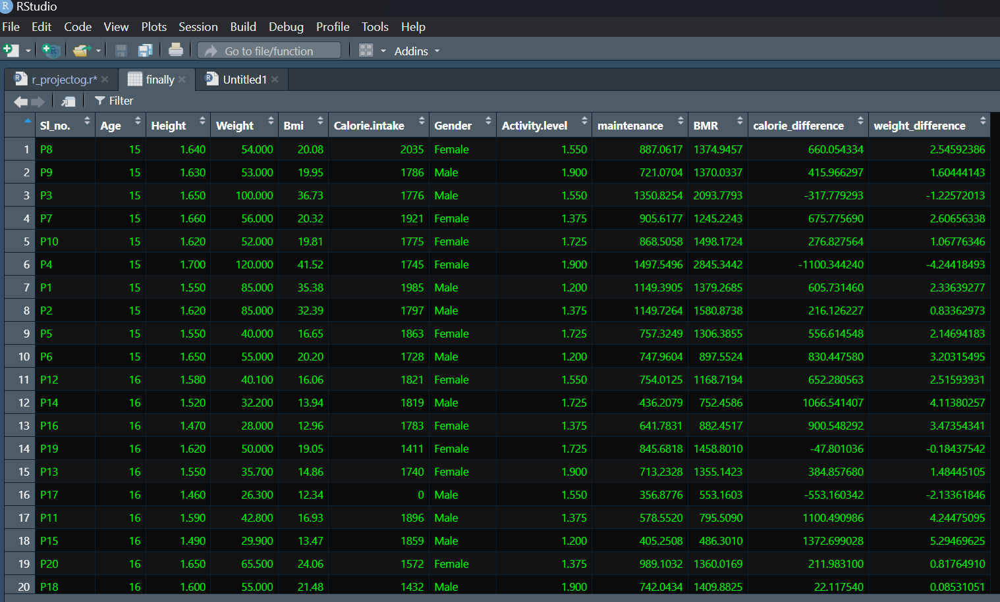 RStudio
File Edit Code View Plots Session Build Debug Profile Tools Help
Go to file/function Addins
r_projectog.r* finally Untitled1
Filter
Sl_no. Age Height Weight Bmi Calorie.intake Gender Activity.level maintenance BMR calorie_difference weight_difference
1 P8 15 1.640 54.000 20.08 2035 Female 1.550 887.0617 1374.9457 660.054334 2.54592386
2 P9 15 1.630 53.000 19.95 1786 Male 1.900 721.0704 1370.0337 415.966297 1.60444143
3 P3 15 1.650 100.000 36.73 1776 Male 1.550 1350.8254 2093.7793 -317.779293 -1.22572013
4 P7 15 1.660 56.000 20.32 1921 Female 1.375 905.6177 1245.2243 675.775690 2.60656338
5 P10 15 1.620 52.000 19.81 1775 Female 1.725 868.5058 1498.1724 276.827564 1.06776346
6 P4 15 1.700 120.000 41.52 1745 Female 1.900 1497.5496 2845.3442 -1100.344240 -4.24418493
7 P1 15 1.550 85.000 35.38 1985 Male 1.200 1149.3905 1379.2685 605.731460 2.33639277
8 P2 15 1.620 85.000 32.39 1797 Male 1.375 1149.7264 1580.8738 216.126227 0.83362973
9 P5 15 1.550 40.000 16.65 1863 Female 1.725 757.3249 1306.3855 556.614548 2.14694183
10 P6 15 1.650 55.000 20.20 1728 Male 1.200 747.9604 897.5524 830.447580 3.20315495
11 P12 16 1.580 40.100 16.06 1821 Female 1.550 754.0125 1168.7194 652.280563 2.51593931
12 P14 16 1.520 32.200 13.94 1819 Male 1.725 436.2079 752.4586 1066.541407 4.11380257
13 P16 16 1.470 28.000 12.96 1783 Female 1.375 641.7831 882.4517 900.548292 3.47354341
14 P19 16 1.620 50.000 19.05 1411 Female 1.725 845.6818 1458.8010 -47.801036 -0.18437542
15 P13 16 1.550 35.700 14.86 1740 Female 1.900 713.2328 1355.1423 384.857680 1.48445105
16 P17 16 1.460 26.300 12.34 0 Male 1.550 356.8776 553.1603 -553.160342 -2.13361846
17 P11 16 1.590 42.800 16.93 1896 Male 1.375 578.5520 795.5090 1100.490986 4.24475095
18 P15 16 1.490 29.900 13.47 1859 Male 1.200 405.2508 486.3010 1372.699028 5.29469625
19 P20 16 1.650 65.500 24.06 1572 Female 1.375 989.1032 1360.0169 211.983100 0.81764910
20 P18 16 1.600 55.000 21.48 1432 Male 1.900 742.0434 1409.8825 22.117540 0.08531051